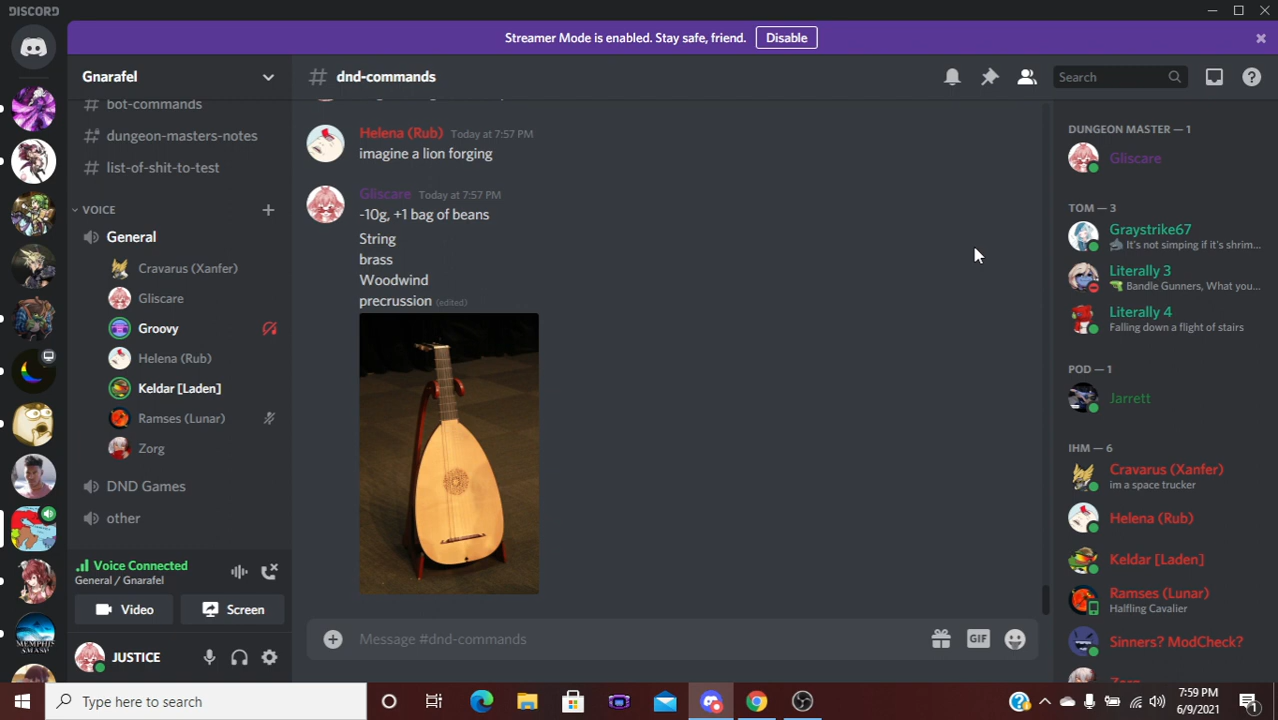 DISCORD
Streamer Mode is enabled. Stay safe, friend. Disable
Gnarafel
bot-commands
dungeon-masters-notes
list-of-shit-to-test
VOICE
General
Cravarus (Xanfer)
Gliscare
Groovy
Helena (Rub)
Keldar [Laden]
Ramses (Lunar)
Zorg
DND Games
other
Voice Connected
General / Gnarafel
Video
Screen
JUSTICE
dnd-commands
Search
Helena (Rub) Today at 7:57 PM
imagine a lion forging
Gliscare Today at 7:57 PM
-10g, +1 bag of beans
String
brass
Woodwind
precrussion (edited)
Message #dnd-commands
GIF
DUNGEON MASTER — 1
Gliscare
TOM — 3
Graystrike67
It's not simping if it's shrim...
Literally 3
Bandle Gunners, What you...
Literally 4
Falling down a flight of stairs
POD — 1
Jarrett
IHM — 6
Cravarus (Xanfer)
im a space trucker
Helena (Rub)
Keldar [Laden]
Ramses (Lunar)
Halfling Cavalier
Sinners? ModCheck?
Zorg
Type here to search
7:59 PM
6/9/2021
1